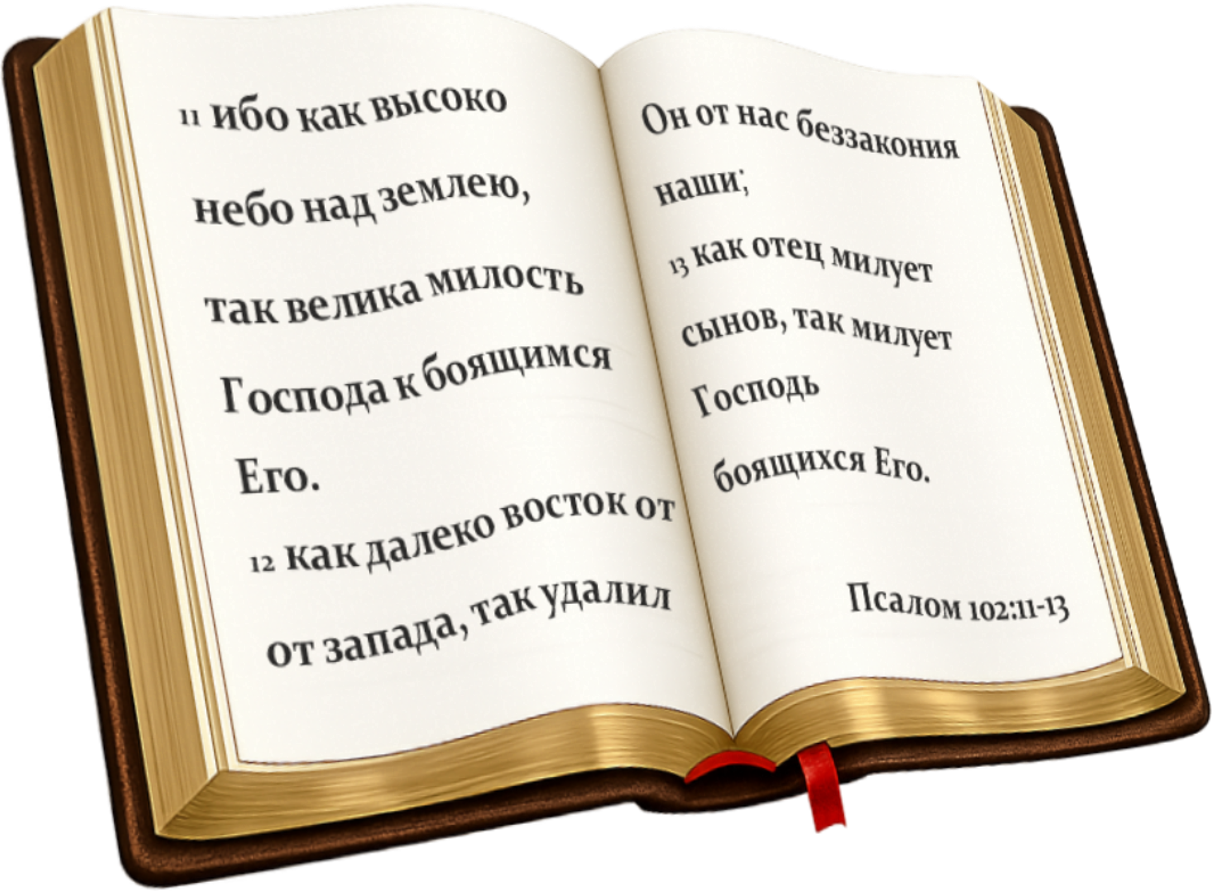 11 ибо как высоко
небо над землею,
так велика милость
Господа к боящимся
Его.
12 как далеко восток от
от запада, так удалил
Он от нас беззакония
наши;
13 как отец милует
сынов, так милует
Господь
боящихся Его.
Псалом 102:11-13